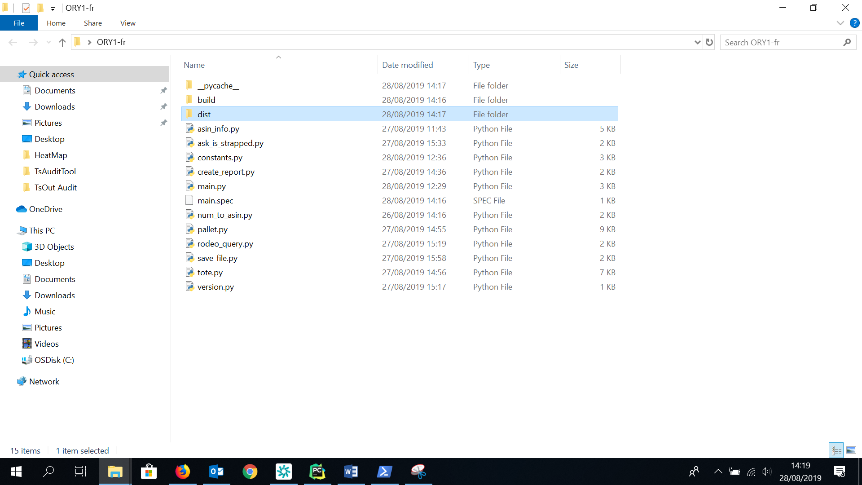 ORY1-fr
File Home Share View
ORY1-fr
Search ORY1-fr
Name Date modified Type Size
Quick access
Documents
Downloads
Pictures
Desktop
HeatMap
TsAuditTool
TsOut Audit
OneDrive
This PC
3D Objects
Desktop
Documents
Downloads
Music
Pictures
Videos
OSDisk (C:)
Network
__pycache__ 28/08/2019 14:17 File folder
build 28/08/2019 14:16 File folder
dist 28/08/2019 14:17 File folder
asin_info.py 27/08/2019 11:43 Python File 5 KB
ask_is_strapped.py 27/08/2019 15:33 Python File 2 KB
constants.py 28/08/2019 12:36 Python File 3 KB
create_report.py 27/08/2019 14:36 Python File 2 KB
main.py 28/08/2019 12:29 Python File 3 KB
main.spec 28/08/2019 14:16 SPEC File 1 KB
num_to_asin.py 26/08/2019 14:16 Python File 2 KB
pallet.py 27/08/2019 14:55 Python File 9 KB
rodeo_query.py 27/08/2019 15:19 Python File 2 KB
save_file.py 27/08/2019 15:58 Python File 2 KB
tote.py 27/08/2019 14:56 Python File 7 KB
version.py 27/08/2019 15:17 Python File 1 KB
15 items 1 item selected
14:19
28/08/2019